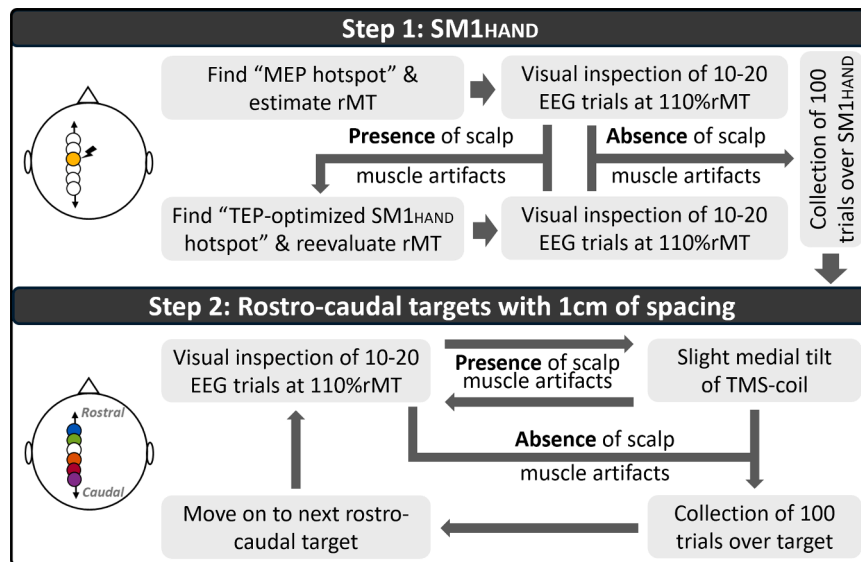 Step 1: SM1HAND
Find “MEP hotspot” &
estimate rMT
Visual inspection of 10-20
EEG trials at 110%rMT
Presence of scalp
muscle artifacts
Absence of scalp
muscle artifacts
Find “TEP-optimized SM1HAND
hotspot” & reevaluate rMT
Visual inspection of 10-20
EEG trials at 110%rMT
Collection of 100
trials over SM1HAND
Step 2: Rostro-caudal targets with 1cm of spacing
Rostral
Caudal
Visual inspection of 10-20
EEG trials at 110%rMT
Presence of scalp
muscle artifacts
Slight medial tilt
of TMS-coil
Absence of scalp
muscle artifacts
Move on to next rostro-
caudal target
Collection of 100
trials over target